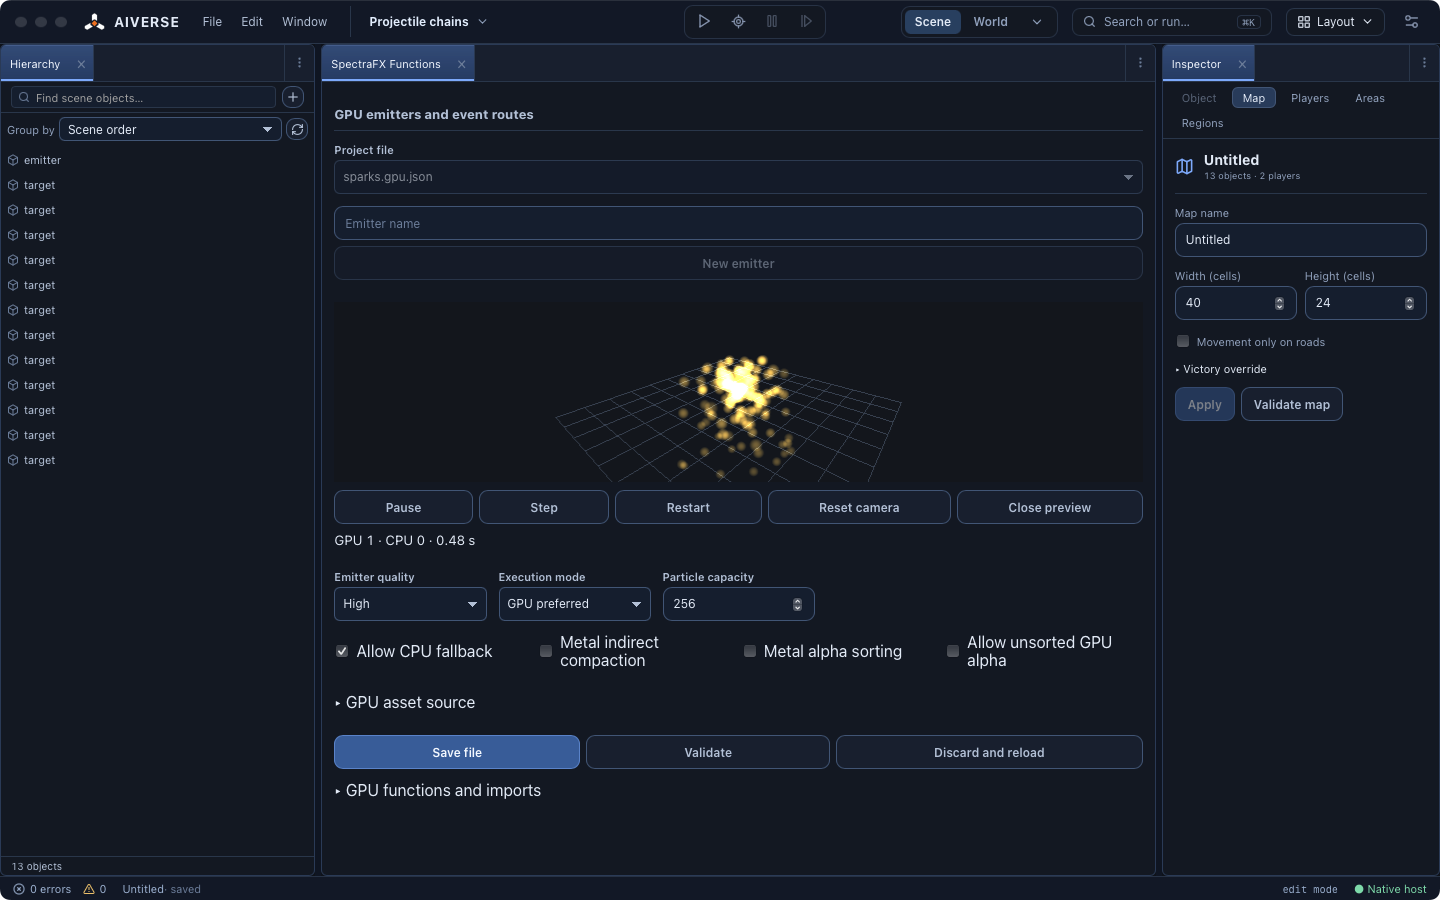 AIVERSE File Edit Window Projectile chains Scene World Search or run... ⌘K Layout
Hierarchy
Find scene objects...
Group by Scene order
emitter
target
target
target
target
target
target
target
target
target
target
target
target
13 objects
SpectraFX Functions
GPU emitters and event routes
Project file
sparks.gpu.json
Emitter name
New emitter
Pause Step Restart Reset camera Close preview
GPU 1 · CPU 0 · 0.48 s
Emitter quality Execution mode Particle capacity
High GPU preferred 256
Allow CPU fallback Metal indirect compaction Metal alpha sorting Allow unsorted GPU alpha
GPU asset source
Save file Validate Discard and reload
GPU functions and imports
Inspector
Object Map Players Areas
Regions
Untitled
13 objects · 2 players
Map name
Untitled
Width (cells) Height (cells)
40 24
Movement only on roads
Victory override
Apply Validate map
0 errors 0 Untitled · saved edit mode Native host